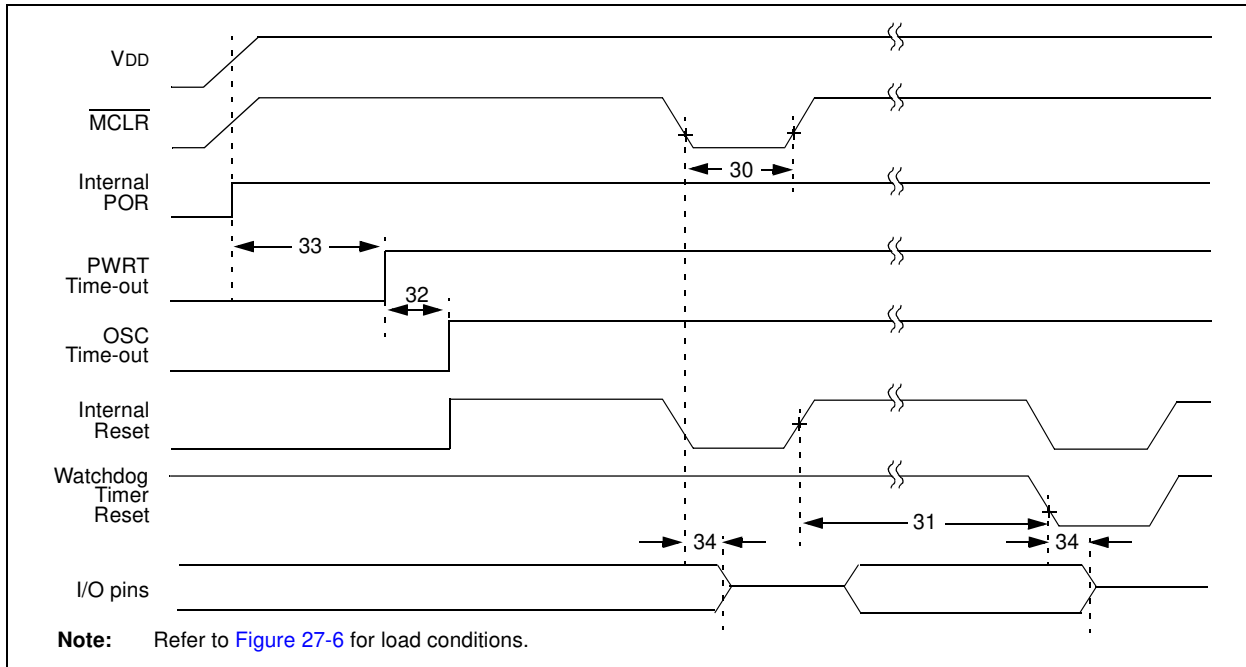 VDD
MCLR
30
Internal
POR
33
PWRT
Time-out
32
OSC
Time-out
Internal
Reset
Watchdog
Timer
Reset
31
34
34
I/O pins
Note: Refer to Figure 27-6 for load conditions.